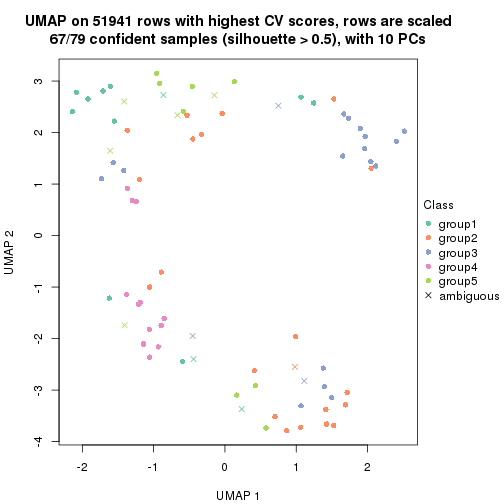 UMAP on 51941 rows with highest CV scores, rows are scaled
67/79 confident samples (silhouette > 0.5), with 10 PCs
3
2
1
0
-1
-2
-3
-4
UMAP 2
-2
-1
0
1
2
UMAP 1
Class
group1
group2
group3
group4
group5
ambiguous